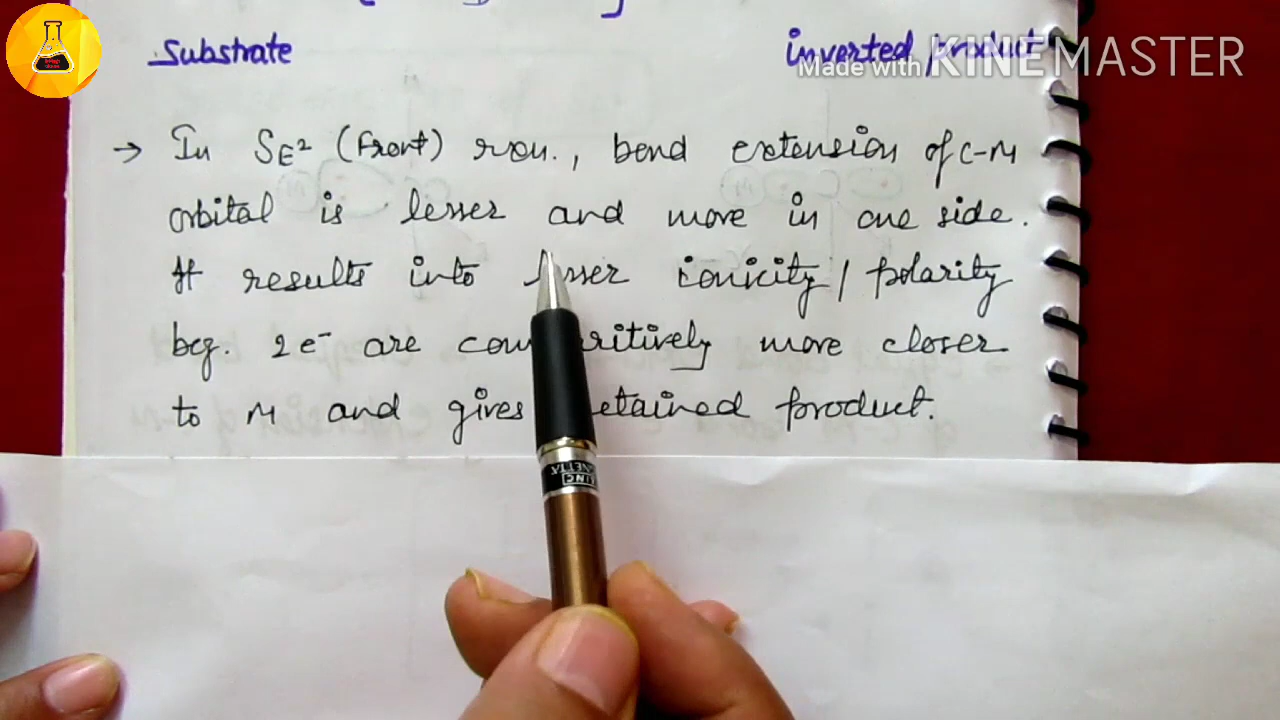 Substrate
inverted product
Made with KINEMASTER
→ In SE² (Front) rxn., bond extension of C-M
orbital is lesser and more in one side.
It results into lesser ionicity / polarity
bcz. 2e⁻ are more closer
to M and gives retained product.